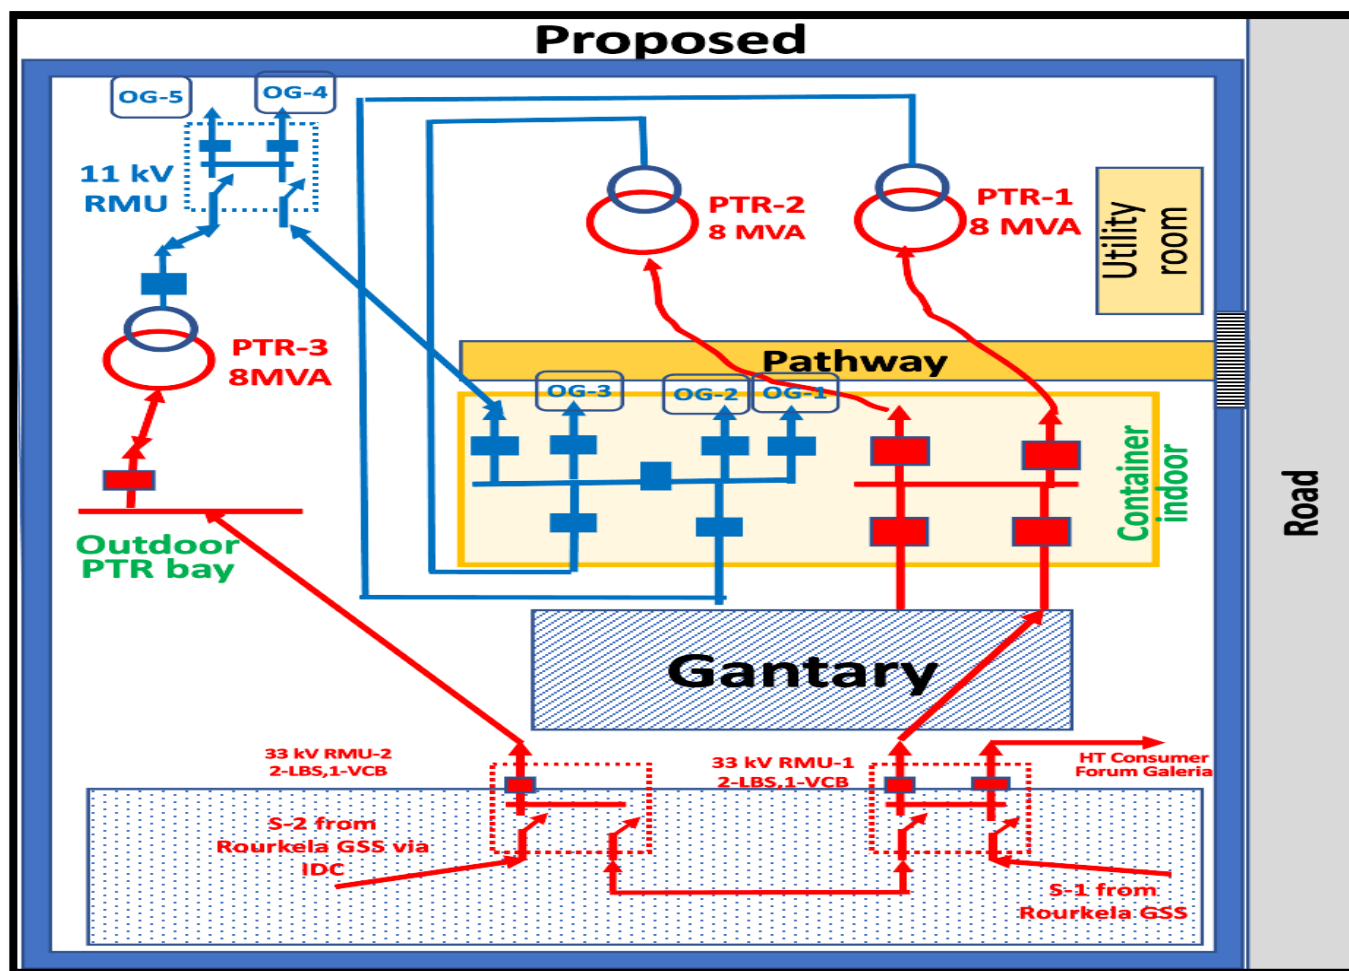 Proposed
OG-5
OG-4
11 kV
RMU
PTR-2
8 MVA
PTR-1
8 MVA
Utility
room
PTR-3
8MVA
Pathway
OG-3
OG-2
OG-1
Container
indoor
Road
Outdoor
PTR bay
Gantary
33 kV RMU-2
2-LBS,1-VCB
33 kV RMU-1
2-LBS,1-VCB
HT Consumer
Forum Galeria
S-2 from
Rourkela GSS via
IDC
S-1 from
Rourkela GSS